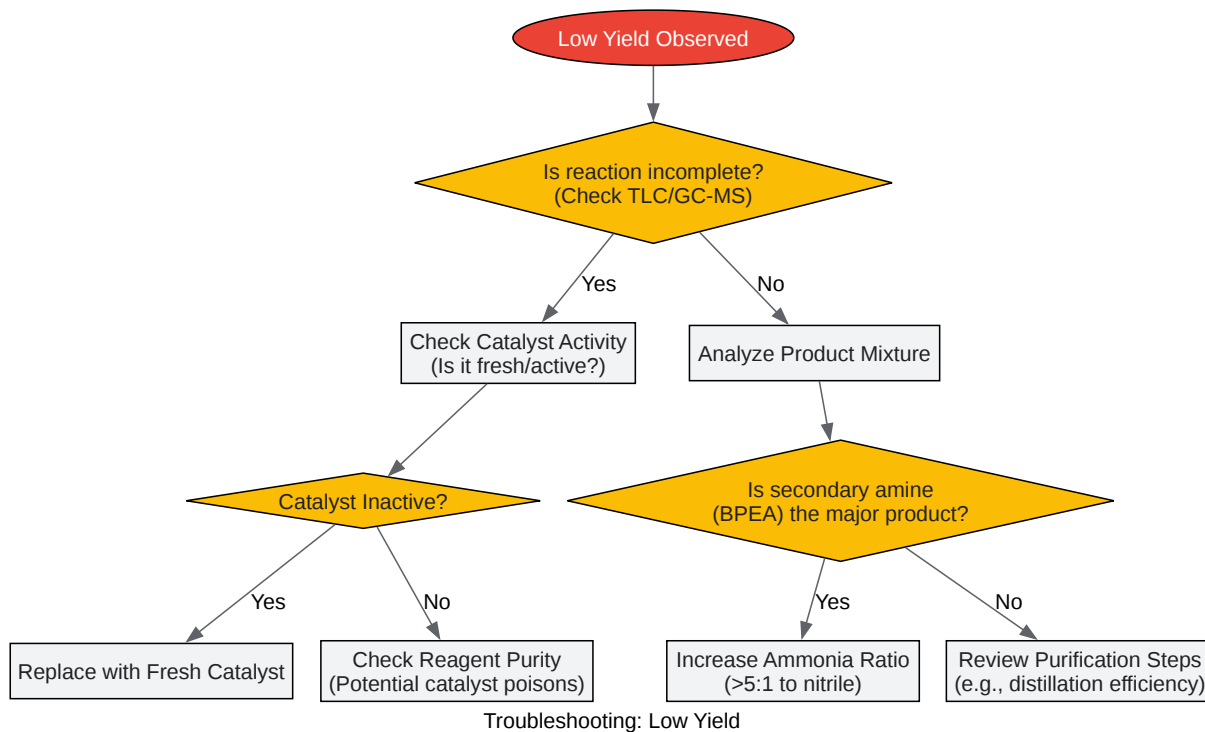 Low Yield Observed
Is reaction incomplete?
(Check TLC/GC-MS)
Yes
No
Check Catalyst Activity
(Is it fresh/active?)
Analyze Product Mixture
Catalyst Inactive?
Is secondary amine
(BPEA) the major product?
Yes
No
Yes
No
Replace with Fresh Catalyst
Check Reagent Purity
(Potential catalyst poisons)
Increase Ammonia Ratio
(>5:1 to nitrile)
Review Purification Steps
(e.g., distillation efficiency)
Troubleshooting: Low Yield